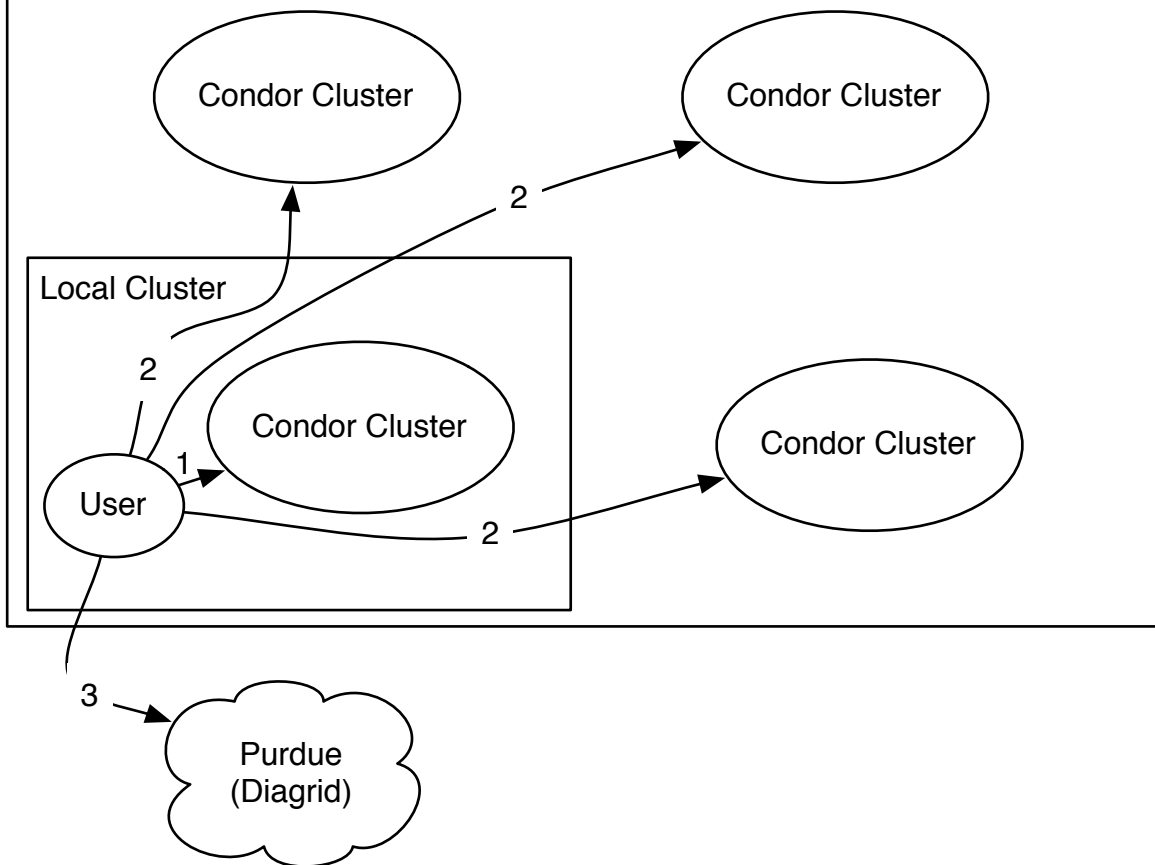 Condor Cluster
Condor Cluster
2
Local Cluster
2
Condor Cluster
Condor Cluster
1
User
2
3
Purdue
(Diagrid)